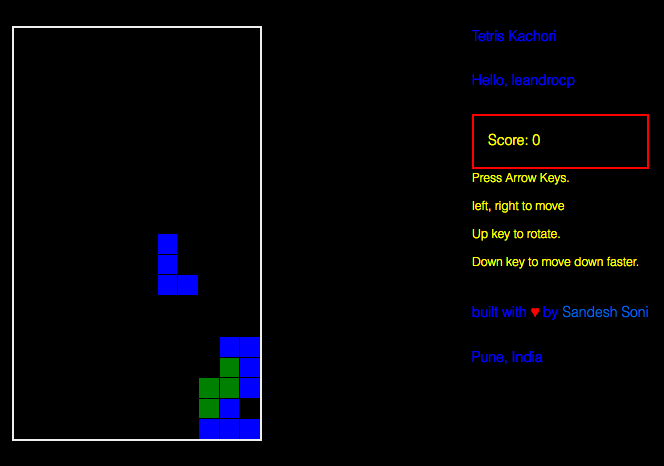 Tetris Kachori
Hello, leandrocp
Score: 0
Press Arrow Keys.
left, right to move
Up key to rotate.
Down key to move down faster.
built with ♥ by Sandesh Soni
Pune, India